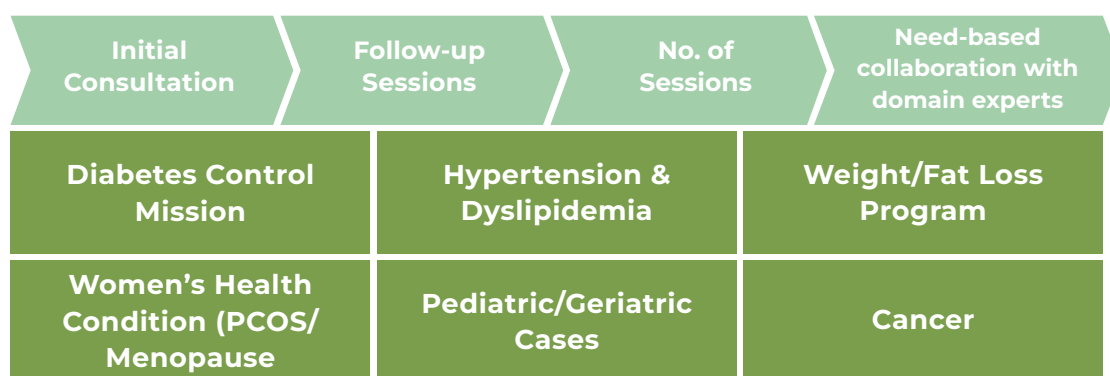 Initial
Consultation
Follow-up
Sessions
No. of
Sessions
Need-based
collaboration with
domain experts
Diabetes Control
Mission
Hypertension &
Dyslipidemia
Weight/Fat Loss
Program
Women’s Health
Condition (PCOS/
Menopause
Pediatric/Geriatric
Cases
Cancer